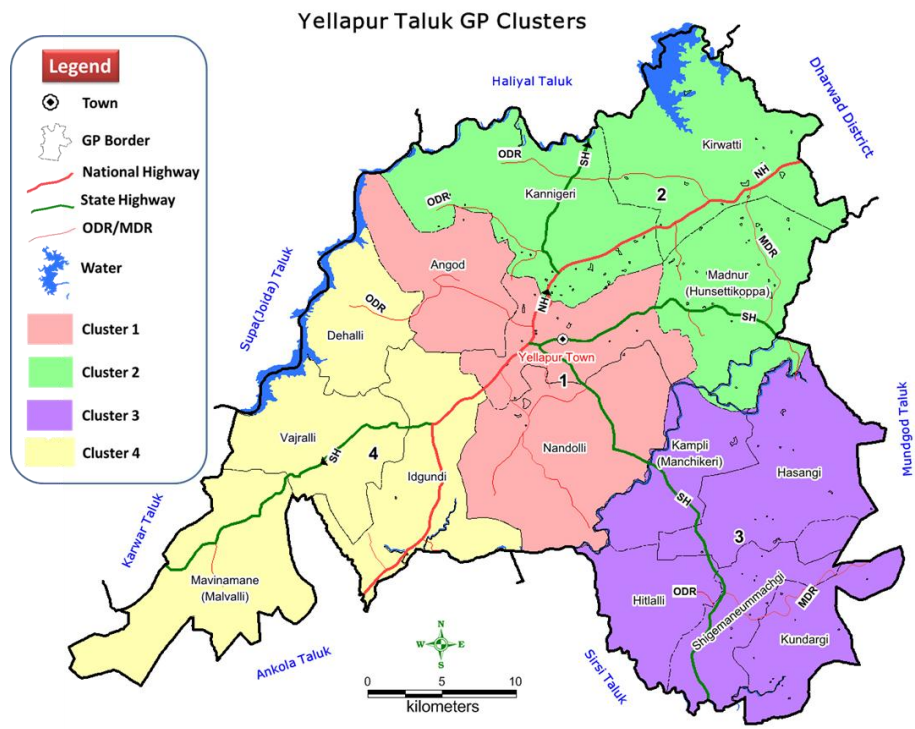 Yellapur Taluk GP Clusters
Legend
Town
GP Border
National Highway
State Highway
ODR/MDR
Water
Cluster 1
Cluster 2
Cluster 3
Cluster 4
Haliyal Taluk
Dharwad District
Supa(Joida) Taluk
Mundgod Taluk
Karwar Taluk
Ankola Taluk
Sirsi Taluk
Kirwatti
ODR
SH
NH
Kannigeri
2
ODR
MDR
Angod
Madnur
(Hunsettikoppa)
ODR
NH
SH
Dehalli
Yellapur Town
1
Vajralli
SH
4
Nandolli
Kampli
(Manchikeri)
Hasangi
Idgundi
SH
3
Mavinamane
(Malvalli)
Hitlalli
ODR
Shigemaneummachgi
MDR
Kundargi
N
W
E
S
0
5
10
kilometers